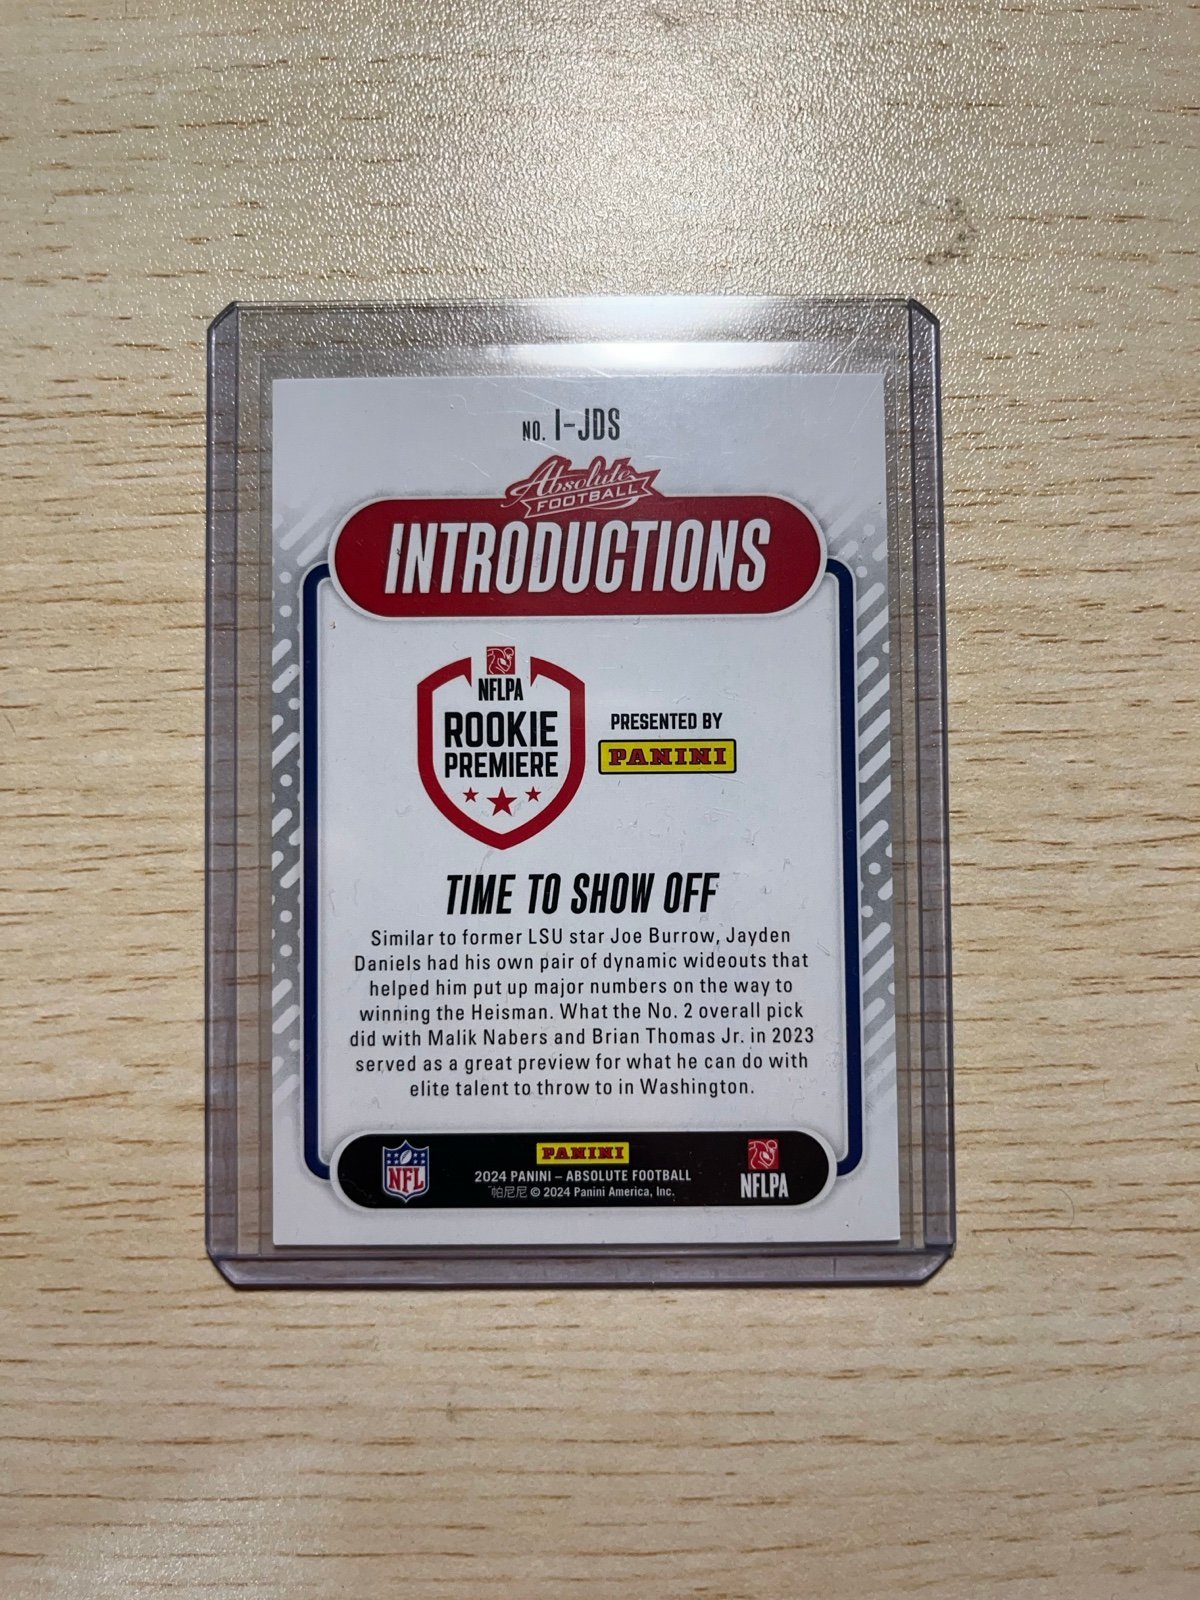 NO. I-JDS
Absolute
FOOTBALL
INTRODUCTIONS
NFLPA
ROOKIE
PREMIERE
PRESENTED BY
PANINI
TIME TO SHOW OFF
Similar to former LSU star Joe Burrow, Jayden
Daniels had his own pair of dynamic wideouts that
helped him put up major numbers on the way to
winning the Heisman. What the No. 2 overall pick
did with Malik Nabers and Brian Thomas Jr. in 2023
served as a great preview for what he can do with
elite talent to throw to in Washington.
NFL
PANINI
2024 PANINI – ABSOLUTE FOOTBALL
帕尼尼 © 2024 Panini America, Inc.
NFLPA